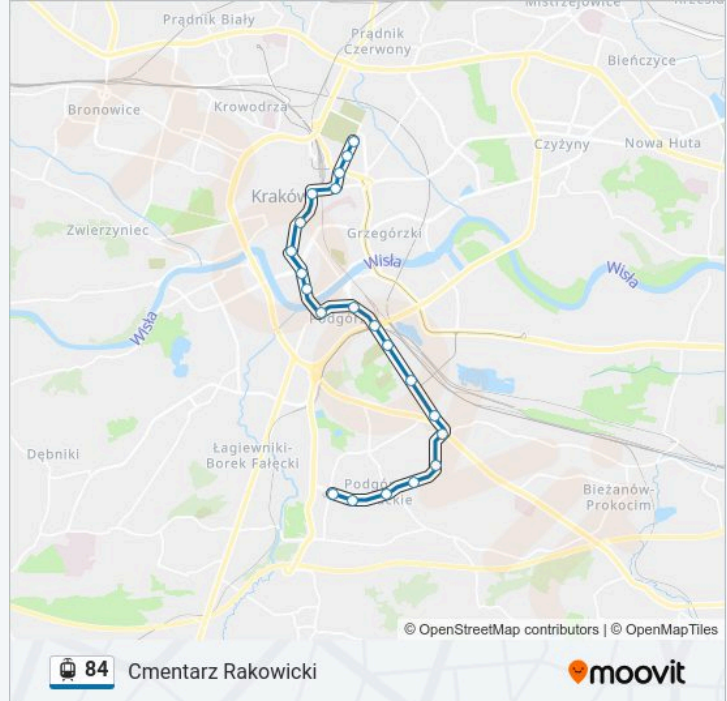 Mistrzejowice
Prądnik Biały
Prądnik
Czerwony
Bieńczyce
Bronowice
Krowodrza
Czyżyny
Nowa Huta
Kraków
Zwierzyniec
Grzegórzki
Wisła
Wisła
Wisła
Podgórze
Dębniki
Łagiewniki-
Borek Fałęcki
Bieżanów-
Prokocim
© OpenStreetMap contributors | © OpenMapTiles
84 Cmentarz Rakowicki
moovit